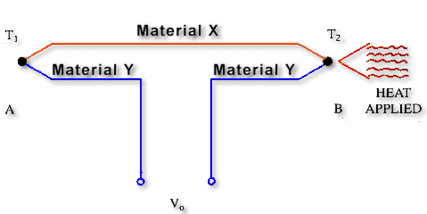 Material X
T1
T2
Material Y
Material Y
A
B
HEAT
APPLIED
Vo